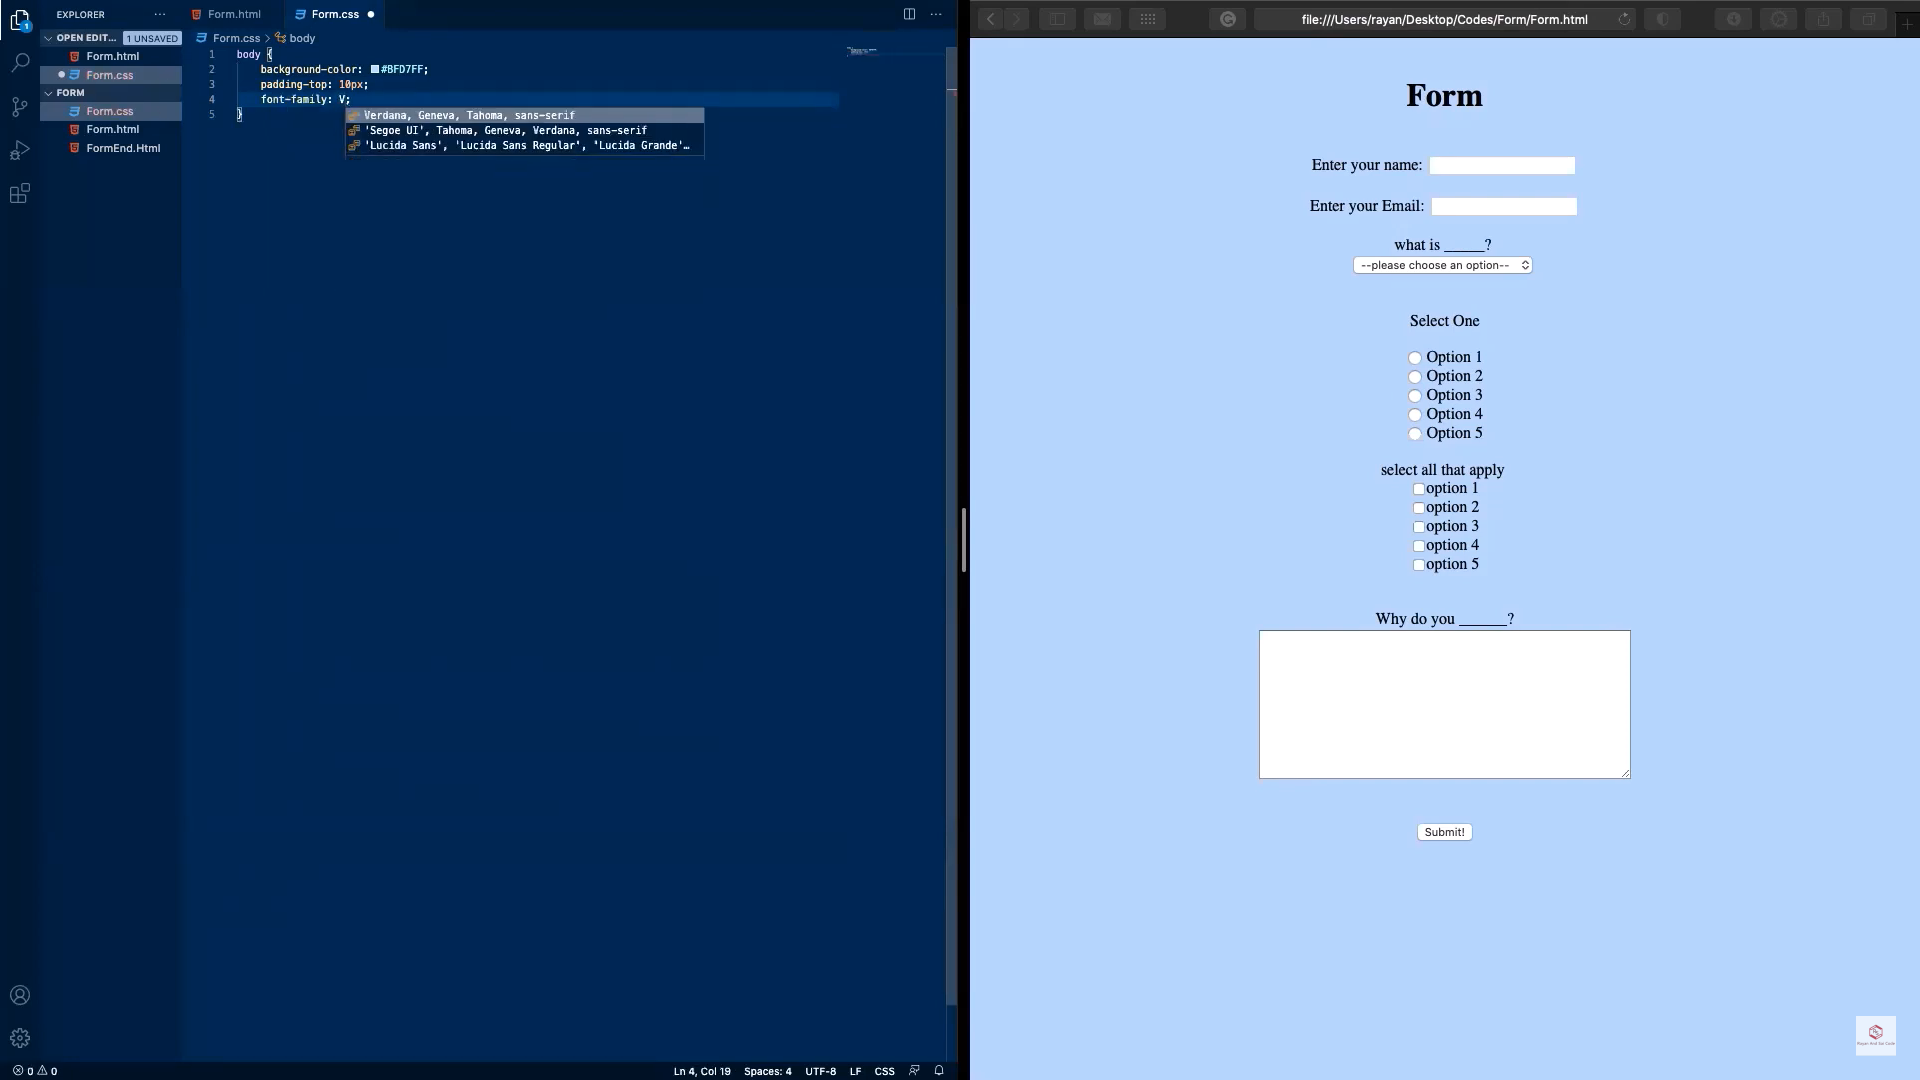 EXPLORER
OPEN EDIT...
1 UNSAVED
Form.html
Form.css
FORM
Form.css
Form.html
FormEnd.Html
Form.html
Form.css
Form.css > body
1 body {
2 background-color: #BFD7FF;
3 padding-top: 10px;
4 font-family: V;
5 }
Verdana, Geneva, Tahoma, sans-serif
'Segoe UI', Tahoma, Geneva, Verdana, sans-serif
'Lucida Sans', 'Lucida Sans Regular', 'Lucida Grande'…
0 0
Ln 4, Col 19
Spaces: 4
UTF-8
LF
CSS
file:///Users/rayan/Desktop/Codes/Form/Form.html
Form
Enter your name:
Enter your Email:
what is _____?
--please choose an option--
Select One
Option 1
Option 2
Option 3
Option 4
Option 5
select all that apply
option 1
option 2
option 3
option 4
option 5
Why do you ______?
Submit!